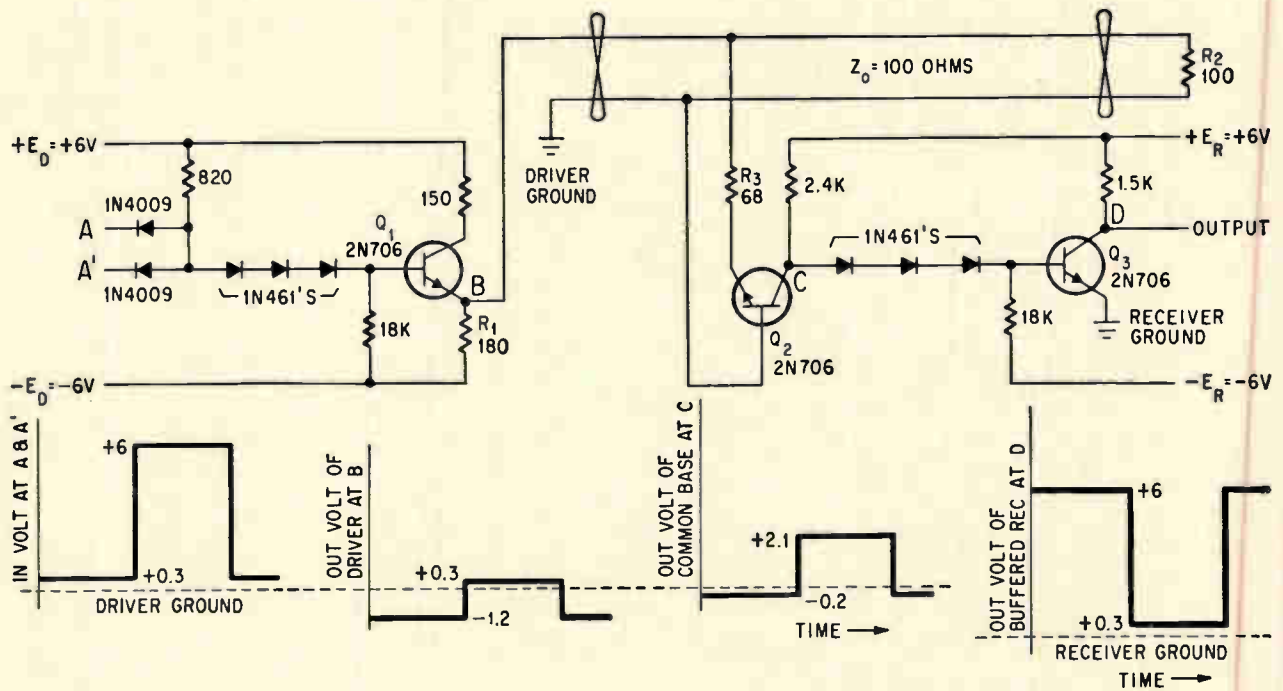 Z₀ = 100 OHMS
R₂
100
DRIVER
GROUND
+E_D = +6V
820
150
1N4009
A
A'
1N4009
1N461'S
Q₁
2N706
B
18K
R₁
180
−E_D = −6V
R₃
68
2.4K
+E_R = +6V
1.5K
D
OUTPUT
1N461'S
C
Q₃
2N706
Q₂
2N706
18K
RECEIVER
GROUND
−E_R = −6V
IN VOLT AT A & A'
+6
+0.3
DRIVER GROUND
OUT VOLT OF
DRIVER AT B
+0.3
−1.2
OUT VOLT OF
COMMON BASE AT C
+2.1
−0.2
TIME →
OUT VOLT OF
BUFFERED REC AT D
+6
+0.3
RECEIVER GROUND
TIME →